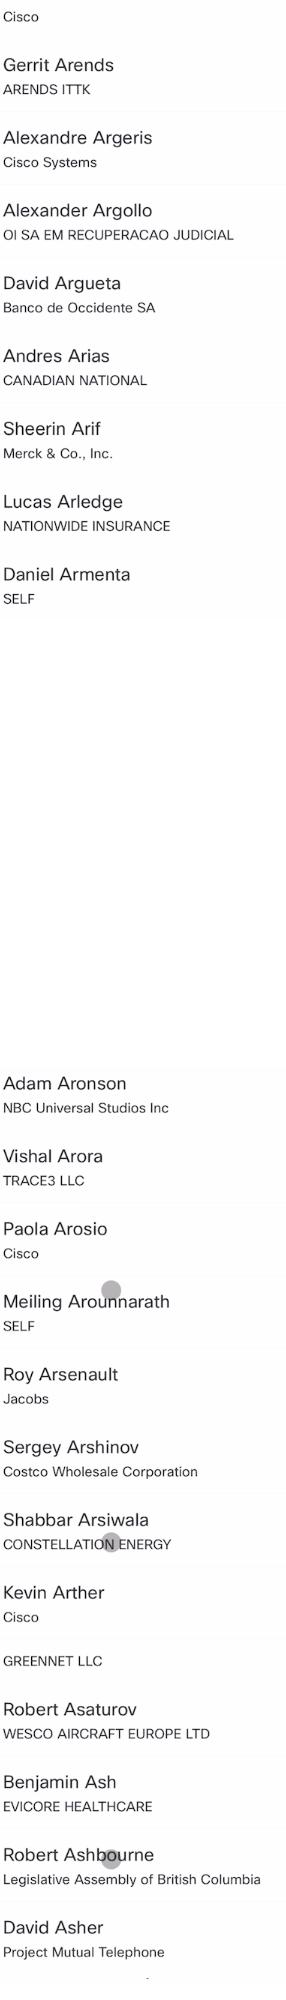 Cisco
Gerrit Arends
ARENDS ITTK
Alexandre Argeris
Cisco Systems
Alexander Argollo
OI SA EM RECUPERACAO JUDICIAL
David Argueta
Banco de Occidente SA
Andres Arias
CANADIAN NATIONAL
Sheerin Arif
Merck & Co., Inc.
Lucas Arledge
NATIONWIDE INSURANCE
Daniel Armenta
SELF
Adam Aronson
NBC Universal Studios Inc
Vishal Arora
TRACE3 LLC
Paola Arosio
Cisco
Meiling Arounnarath
SELF
Roy Arsenault
Jacobs
Sergey Arshinov
Costco Wholesale Corporation
Shabbar Arsiwala
CONSTELLATION ENERGY
Kevin Arther
Cisco
GREENNET LLC
Robert Asaturov
WESCO AIRCRAFT EUROPE LTD
Benjamin Ash
EVICORE HEALTHCARE
Robert Ashbourne
Legislative Assembly of British Columbia
David Asher
Project Mutual Telephone